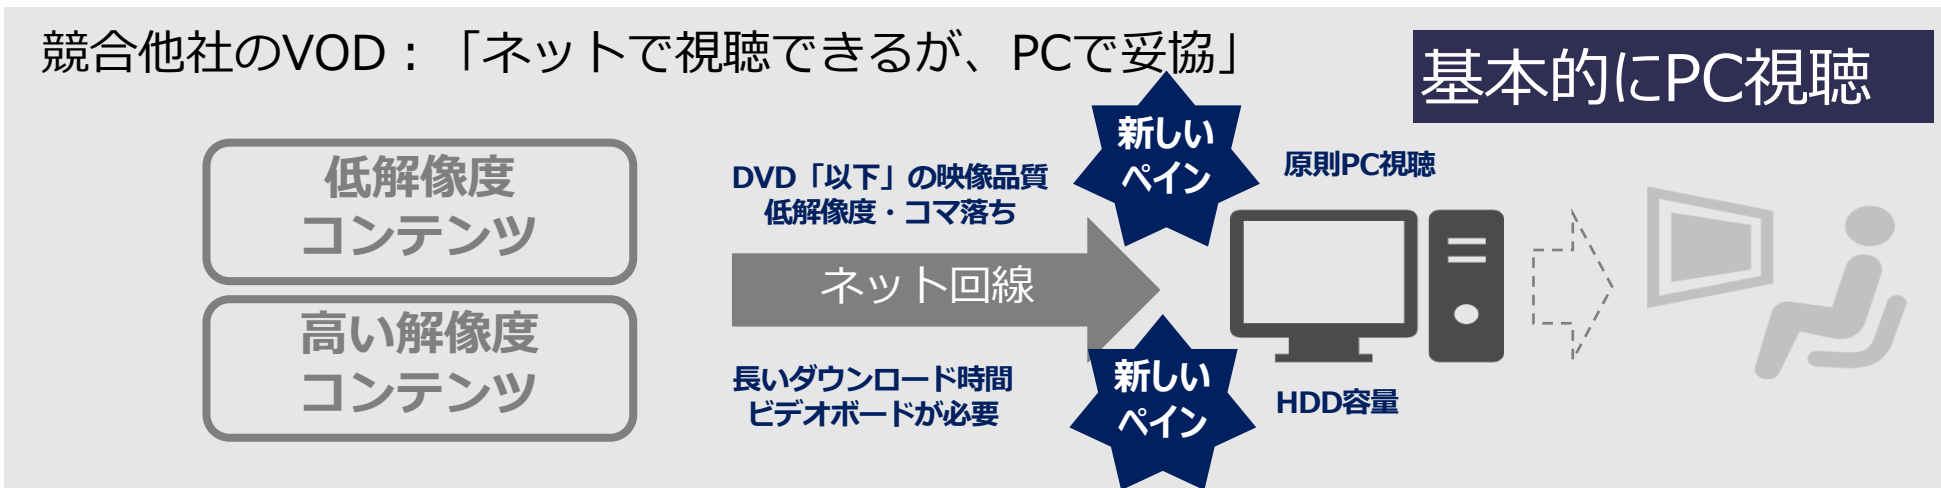 競合他社のVOD：「ネットで視聴できるが、PCで妥協」
基本的にPC視聴
低解像度
コンテンツ
高い解像度
コンテンツ
DVD「以下」の映像品質
低解像度・コマ落ち
ネット回線
長いダウンロード時間
ビデオボードが必要
新しい
ペイン
新しい
ペイン
原則PC視聴
HDD容量